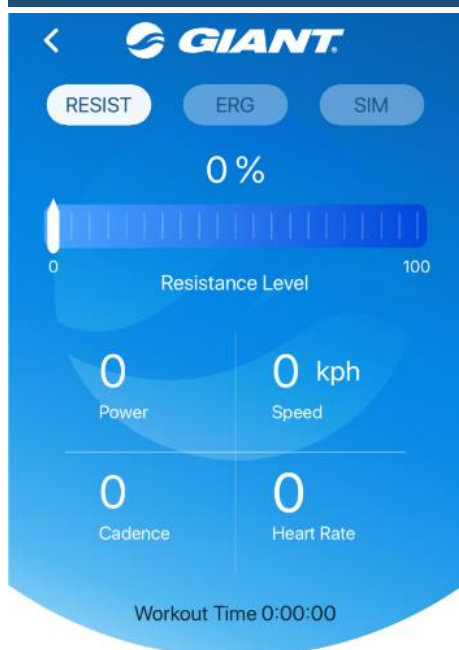 GIANT
RESIST ERG SIM
0 %
0 100
Resistance Level
0 0 kph
Power Speed
0 0
Cadence Heart Rate
Workout Time 0:00:00